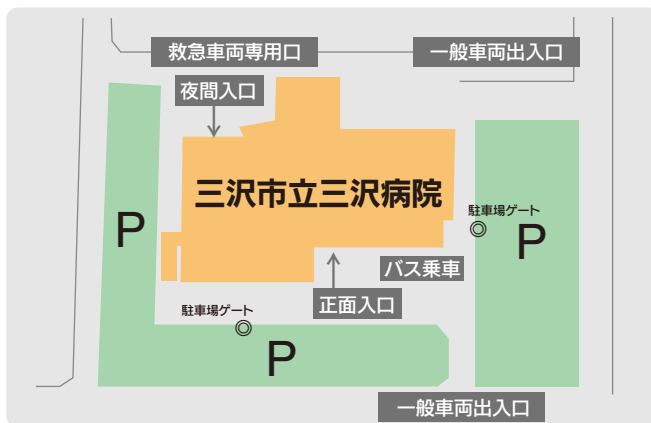 救急車両専用口
一般車両出入口
夜間入口
三沢市立三沢病院
P
駐車場ゲート
P
バス乗車
正面入口
駐車場ゲート
P
一般車両出入口